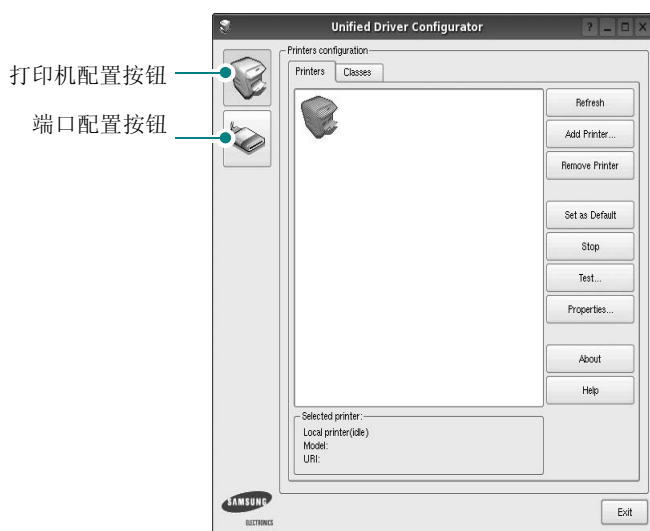 Unified Driver Configurator
打印机配置按钮
端口配置按钮
Printers configuration
Printers
Classes
Refresh
Add Printer...
Remove Printer
Set as Default
Stop
Test...
Properties...
About
Help
Selected printer:
Local printer(idle)
Model:
URI:
SAMSUNG
ELECTRONICS
Exit